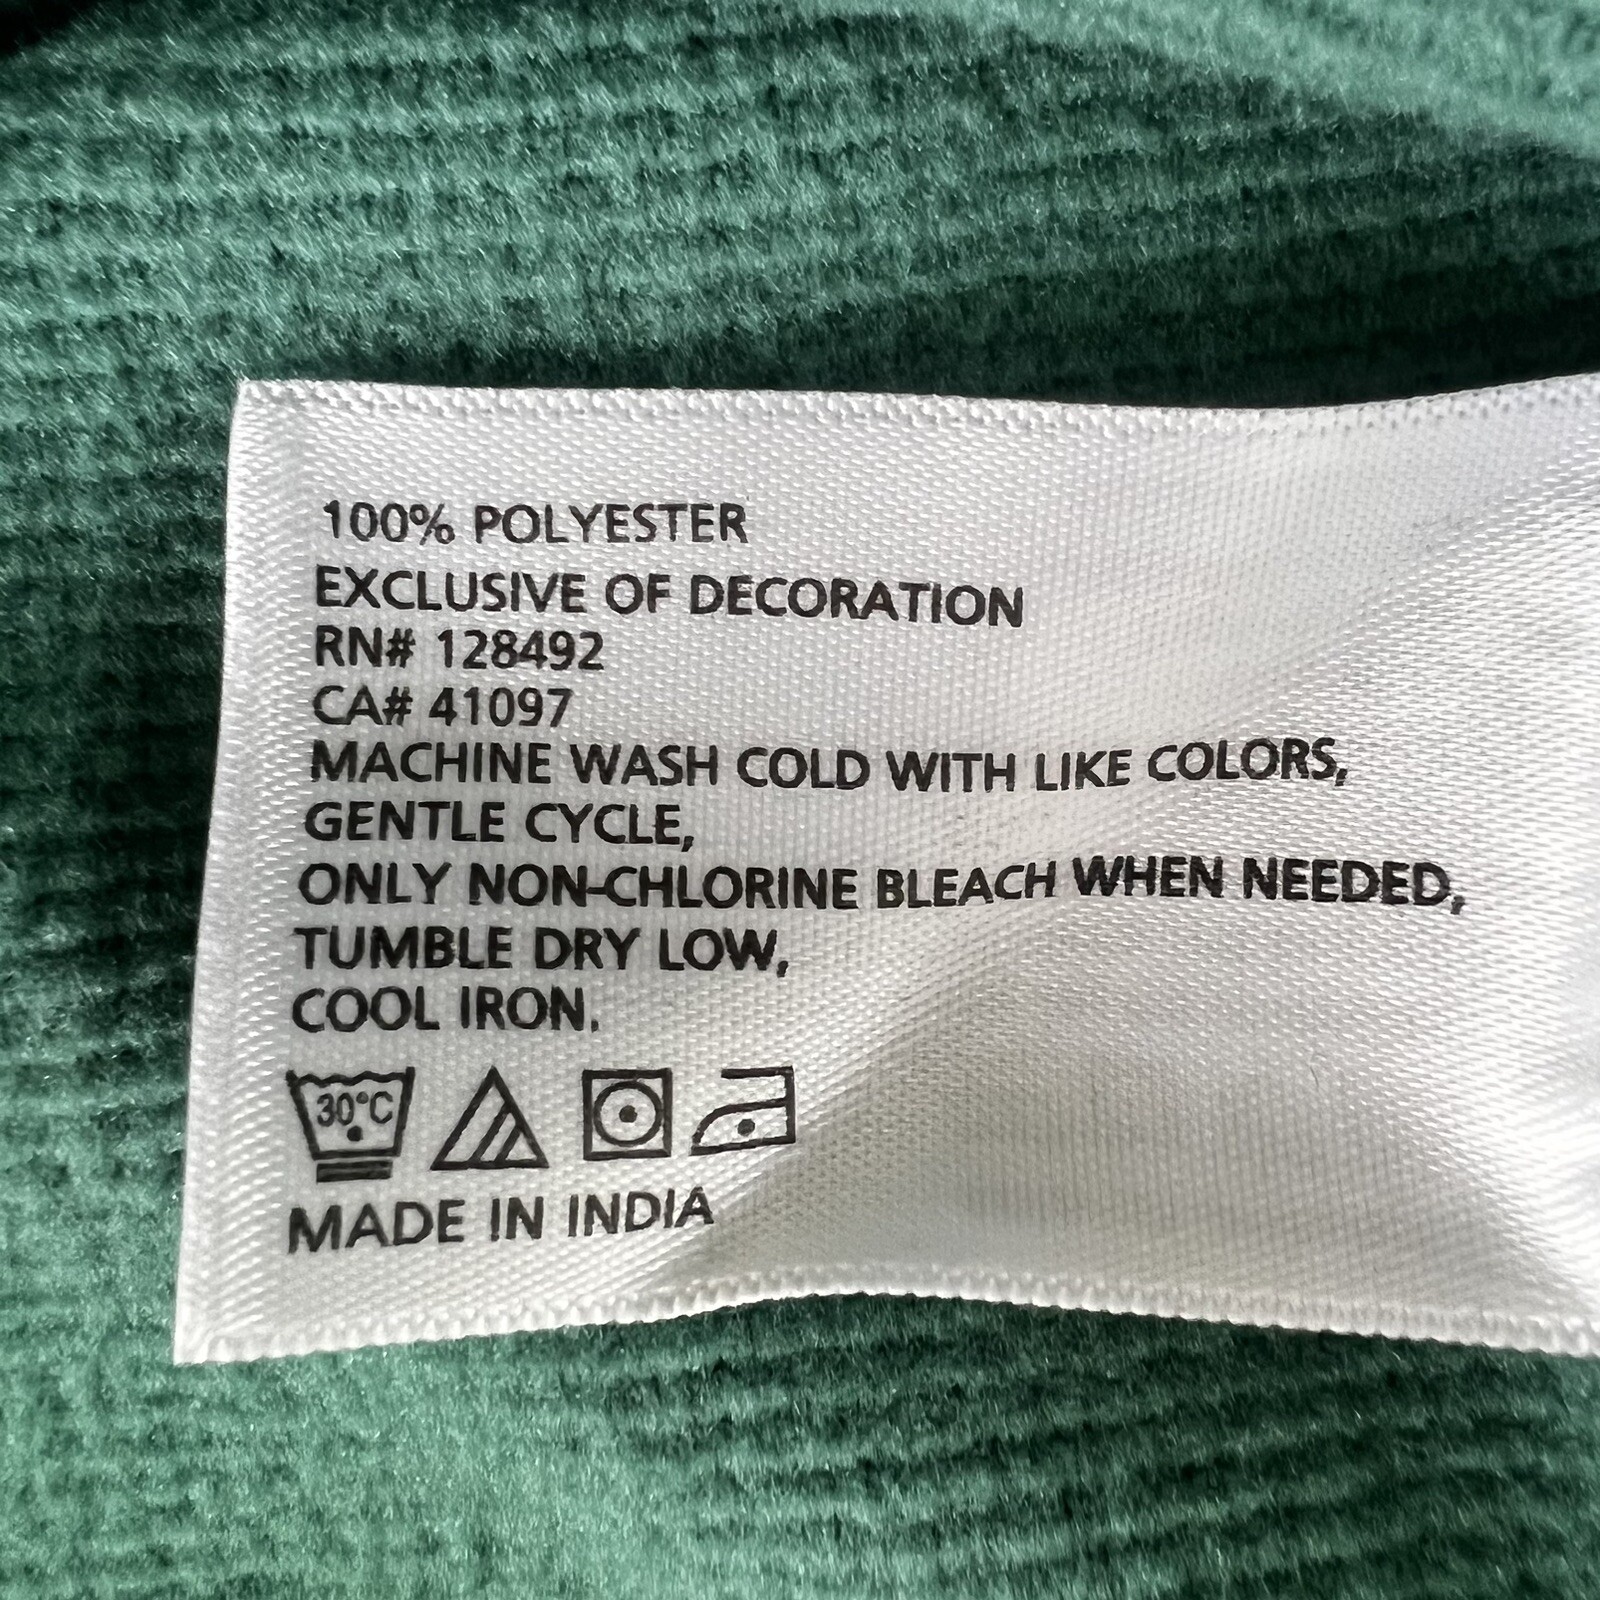 100% POLYESTER
EXCLUSIVE OF DECORATION
RN# 128492
CA# 41097
MACHINE WASH COLD WITH LIKE COLORS,
GENTLE CYCLE,
ONLY NON-CHLORINE BLEACH WHEN NEEDED,
TUMBLE DRY LOW,
COOL IRON.
30°C
MADE IN INDIA